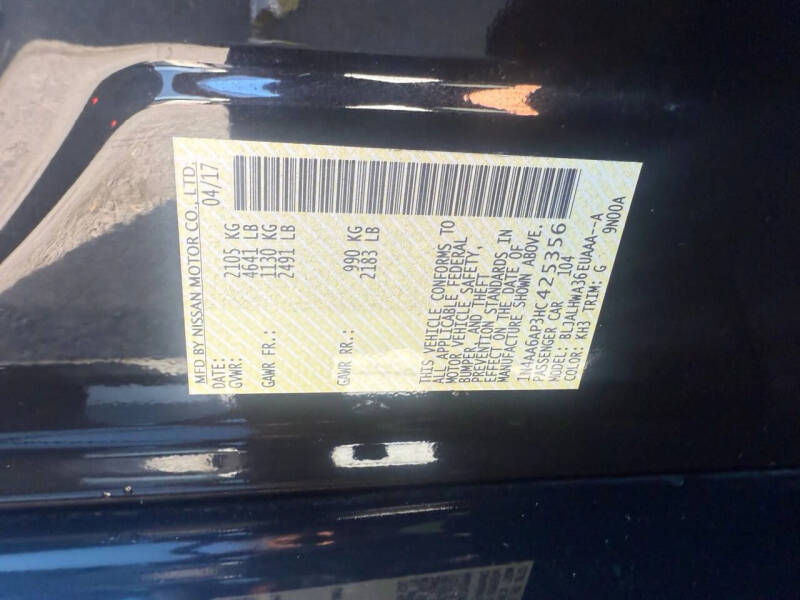 MFD BY NISSAN MOTOR CO., LTD.
DATE: 04/17
GVWR: 2105 KG
4641 LB
GAWR FR.: 1130 KG
2491 LB
GAWR RR.: 990 KG
2183 LB
THIS VEHICLE CONFORMS TO
ALL APPLICABLE FEDERAL
MOTOR VEHICLE SAFETY,
BUMPER, AND THEFT
PREVENTION STANDARDS IN
EFFECT ON THE DATE OF
MANUFACTURE SHOWN ABOVE.
1N4AA6AP3HC425356
PASSENGER CAR 104
MODEL: BLJALHWA36EUAAA--A
COLOR: KH3 TRIM: G 9N00A